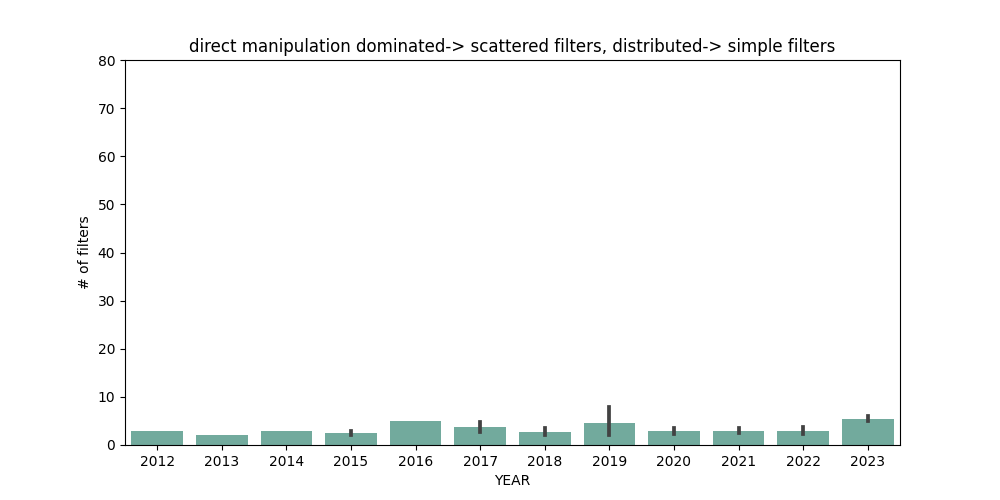 direct manipulation dominated-> scattered filters, distributed-> simple filters
80
70
60
50
40
30
20
10
0
# of filters
2012 2013 2014 2015 2016 2017 2018 2019 2020 2021 2022 2023
YEAR